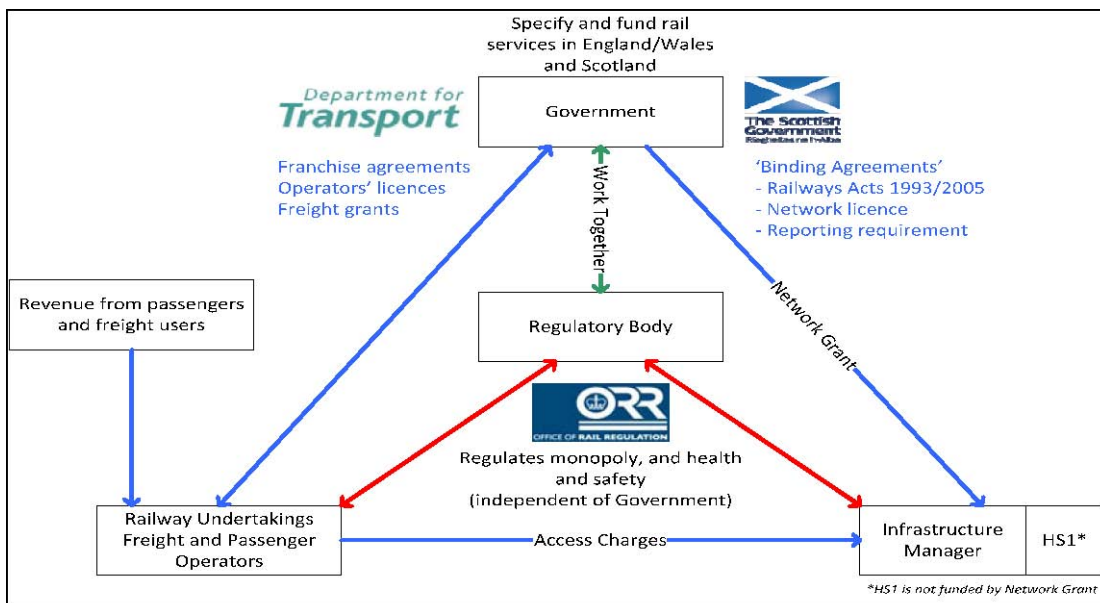 Specify and fund rail
services in England/Wales
and Scotland
Department for
Transport
Government
The Scottish
Government
Riaghaltas na h-Alba
Franchise agreements
Operators' licences
Freight grants
Work Together
'Binding Agreements'
- Railways Acts 1993/2005
- Network licence
- Reporting requirement
Revenue from passengers
and freight users
Regulatory Body
Network Grant
ORR
OFFICE OF RAIL REGULATION
Regulates monopoly, and health
and safety
(independent of Government)
Railway Undertakings
Freight and Passenger
Operators
Access Charges
Infrastructure
Manager
HS1*
*HS1 is not funded by Network Grant